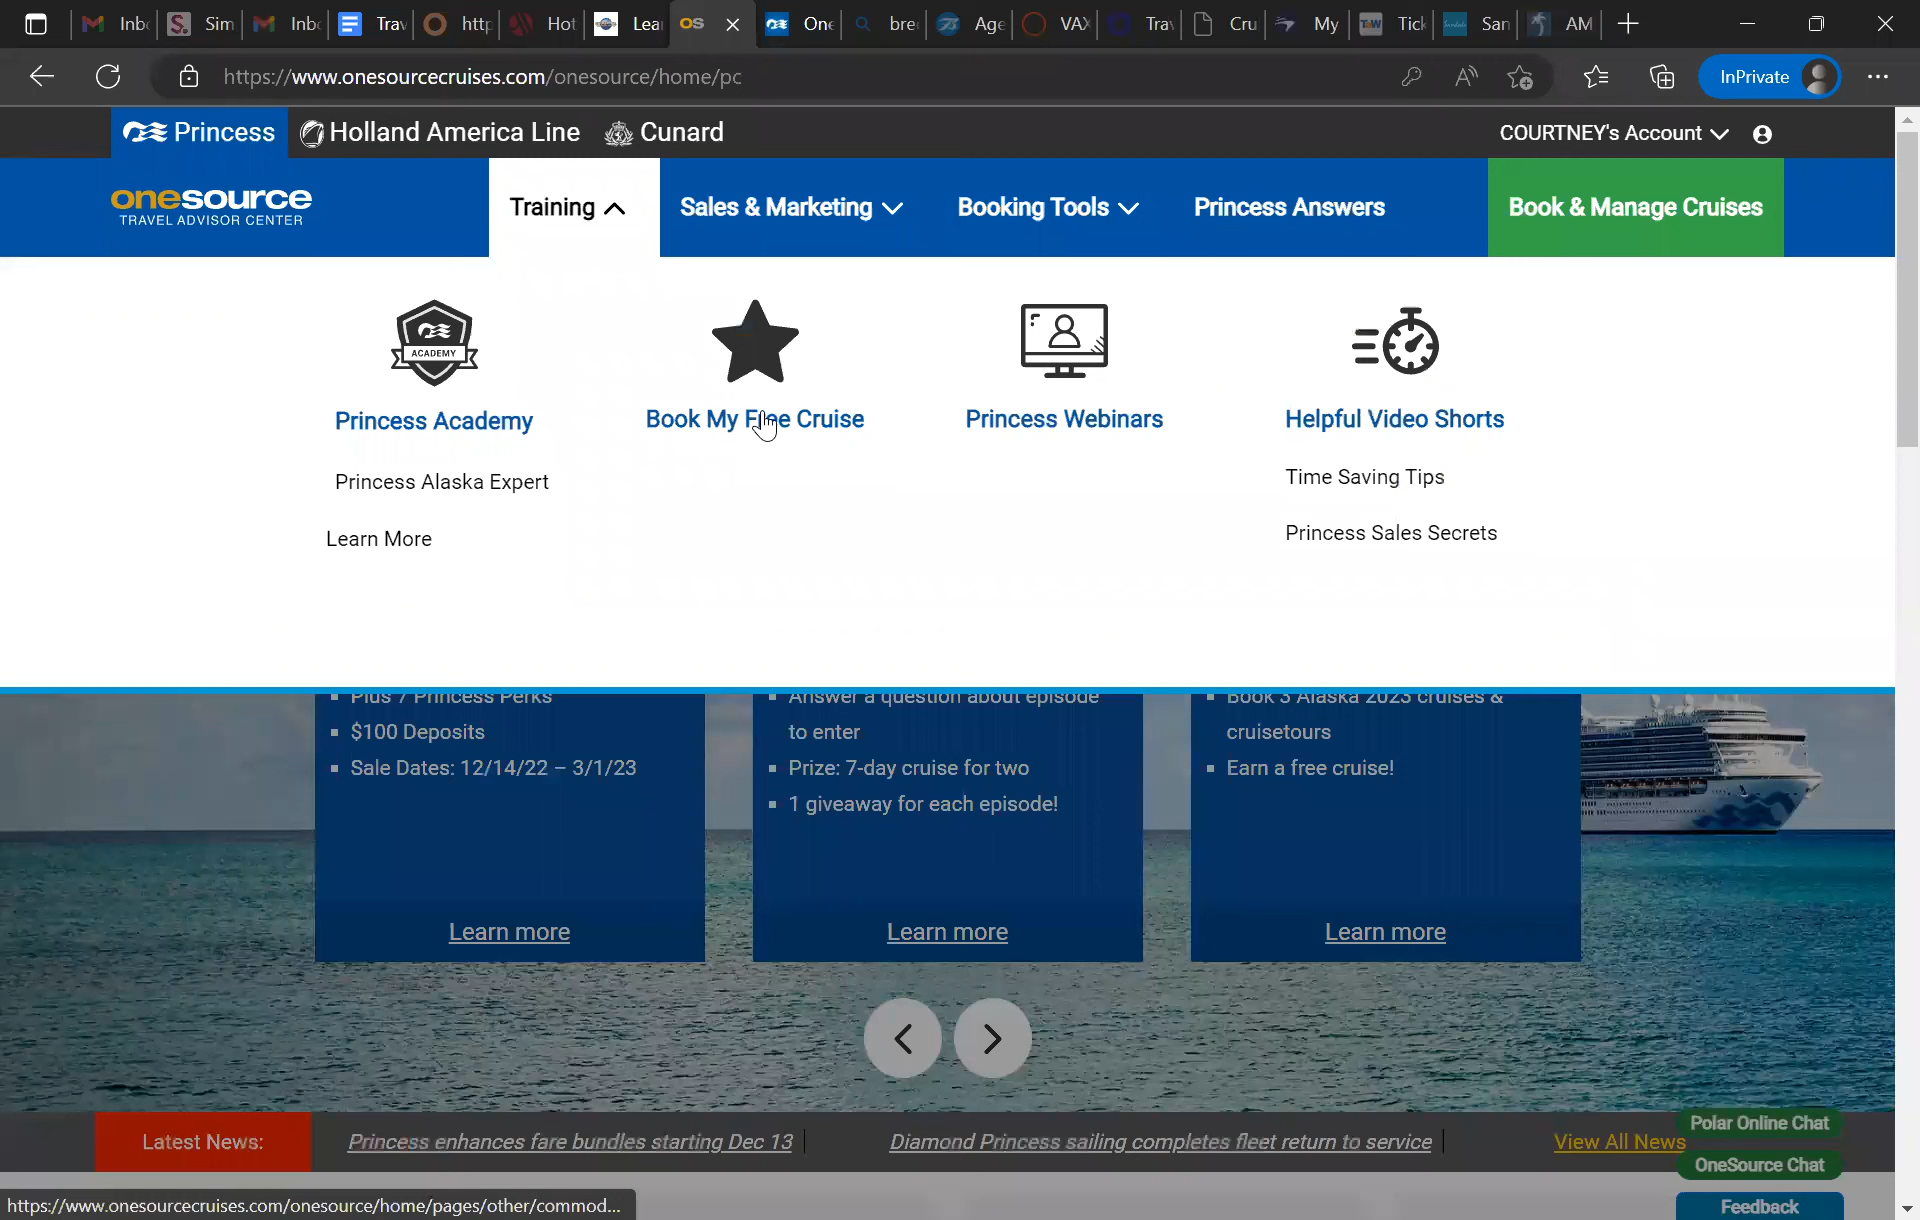 Inb
Sim
Inb
Trav
http
Hot
Lea
OS
One
bre
Age
VAX
Trav
Cru
My
TAW
Tick
San
AM
https://www.onesourcecruises.com/onesource/home/pc
InPrivate
Princess
Holland America Line
Cunard
COURTNEY's Account
onesource
TRAVEL ADVISOR CENTER
Training
Sales & Marketing
Booking Tools
Princess Answers
Book & Manage Cruises
ACADEMY
Princess Academy
Book My Free Cruise
Princess Webinars
Helpful Video Shorts
Princess Alaska Expert
Time Saving Tips
Learn More
Princess Sales Secrets
Plus 7 Princess Perks
$100 Deposits
Sale Dates: 12/14/22 – 3/1/23
Learn more
Answer a question about episode
to enter
Prize: 7-day cruise for two
1 giveaway for each episode!
Learn more
Book 3 Alaska 2023 cruises &
cruisetours
Earn a free cruise!
Learn more
Latest News:
Princess enhances fare bundles starting Dec 13
Diamond Princess sailing completes fleet return to service
View All News
Polar Online Chat
OneSource Chat
Feedback
https://www.onesourcecruises.com/onesource/home/pages/other/commod...